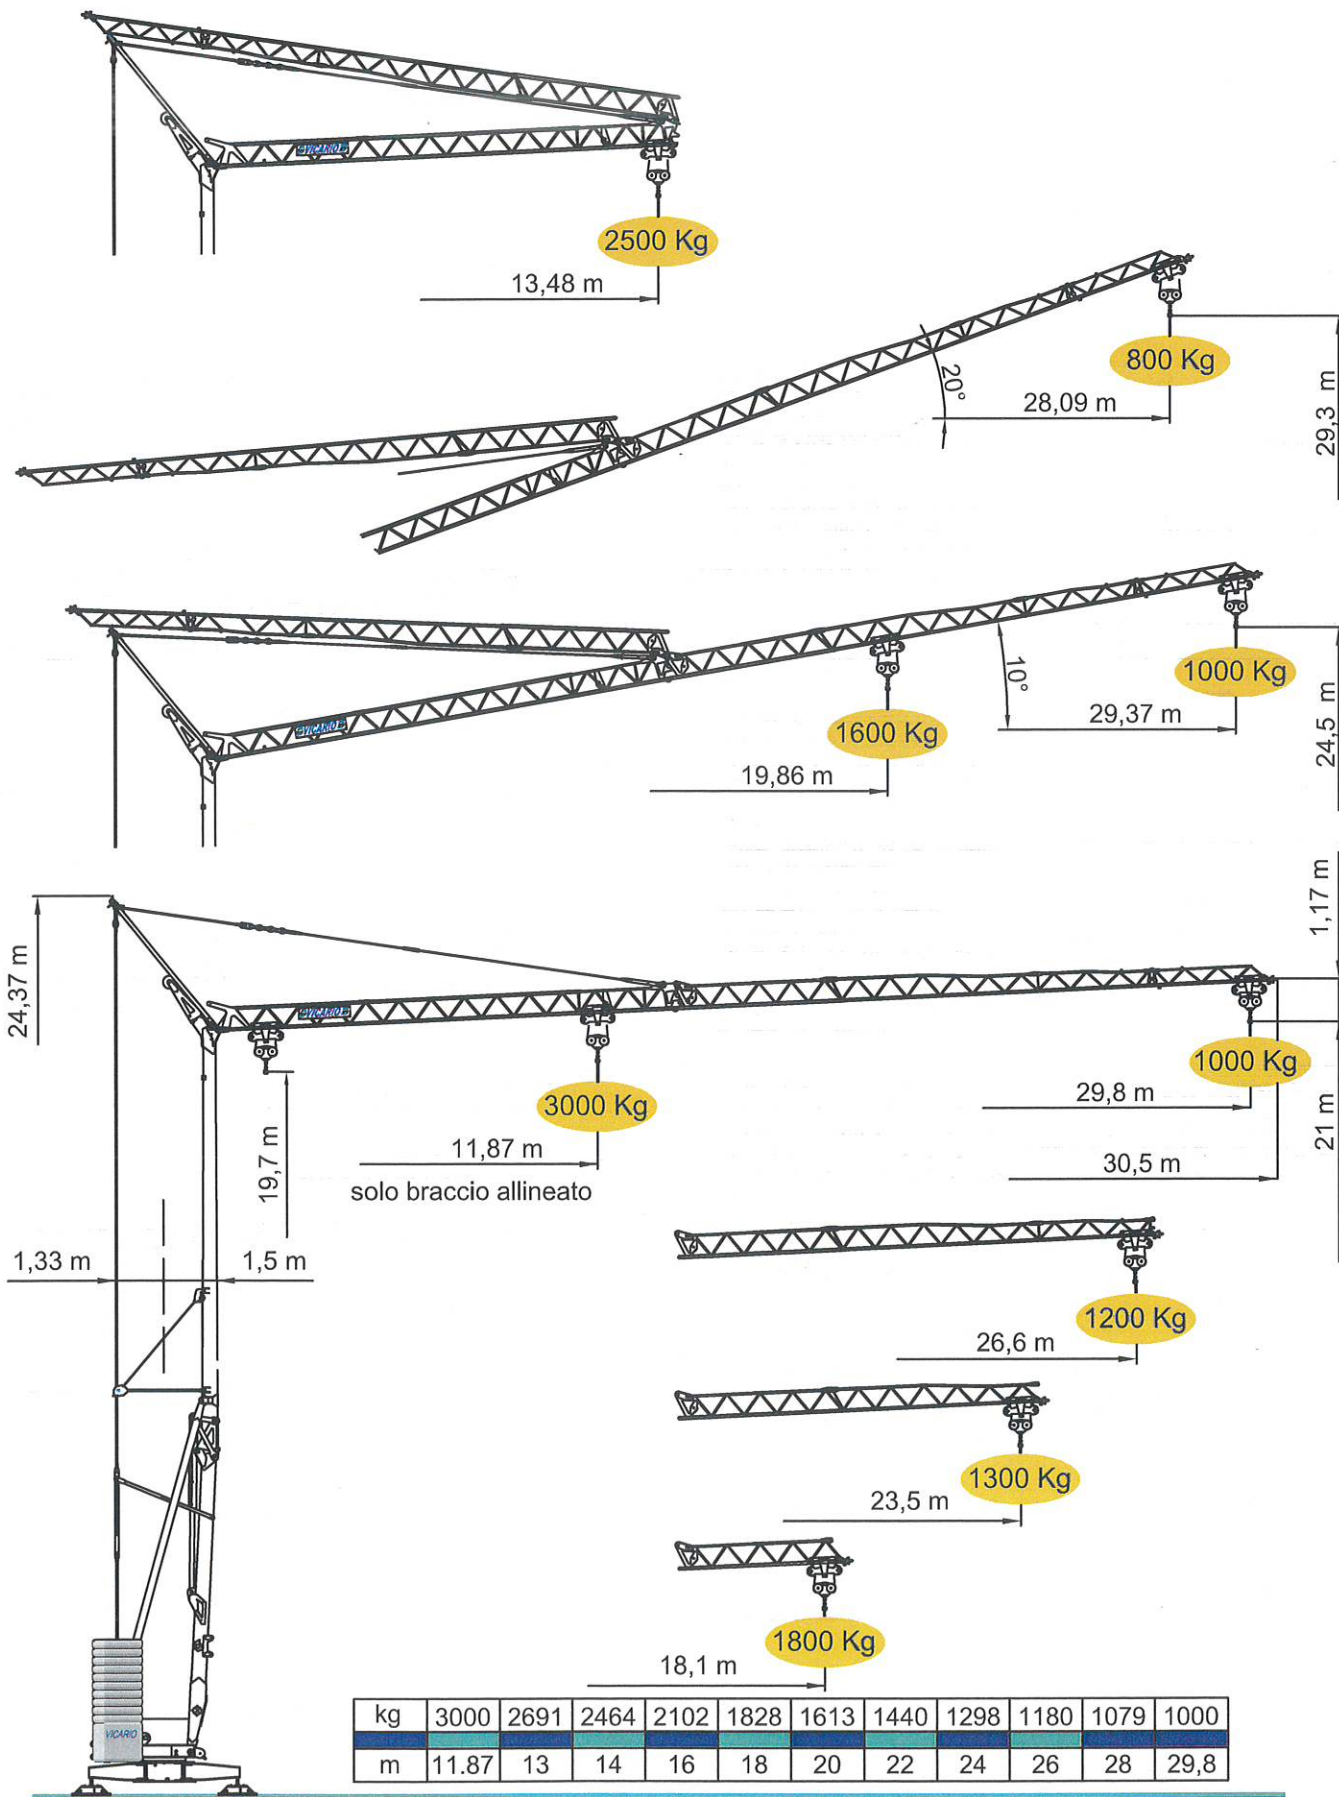 VICARIO
2500 Kg
13,48 m
800 Kg
20°
28,09 m
29,3 m
VICARIO
1000 Kg
10°
1600 Kg
29,37 m
19,86 m
24,5 m
1,17 m
24,37 m
VICARIO
1000 Kg
3000 Kg
29,8 m
11,87 m
30,5 m
19,7 m
21 m
solo braccio allineato
1,33 m
1,5 m
1200 Kg
26,6 m
1300 Kg
23,5 m
1800 Kg
18,1 m
VICARIO
kg 3000 2691 2464 2102 1828 1613 1440 1298 1180 1079 1000
m 11.87 13 14 16 18 20 22 24 26 28 29,8